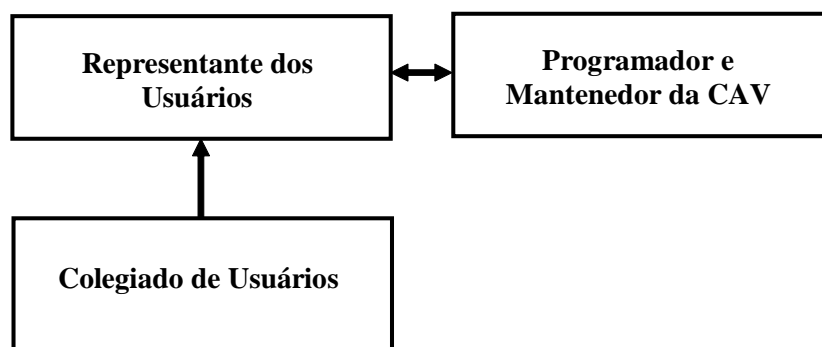 Representante dos
Usuários
Programador e
Mantenedor da CAV
Colegiado de Usuários